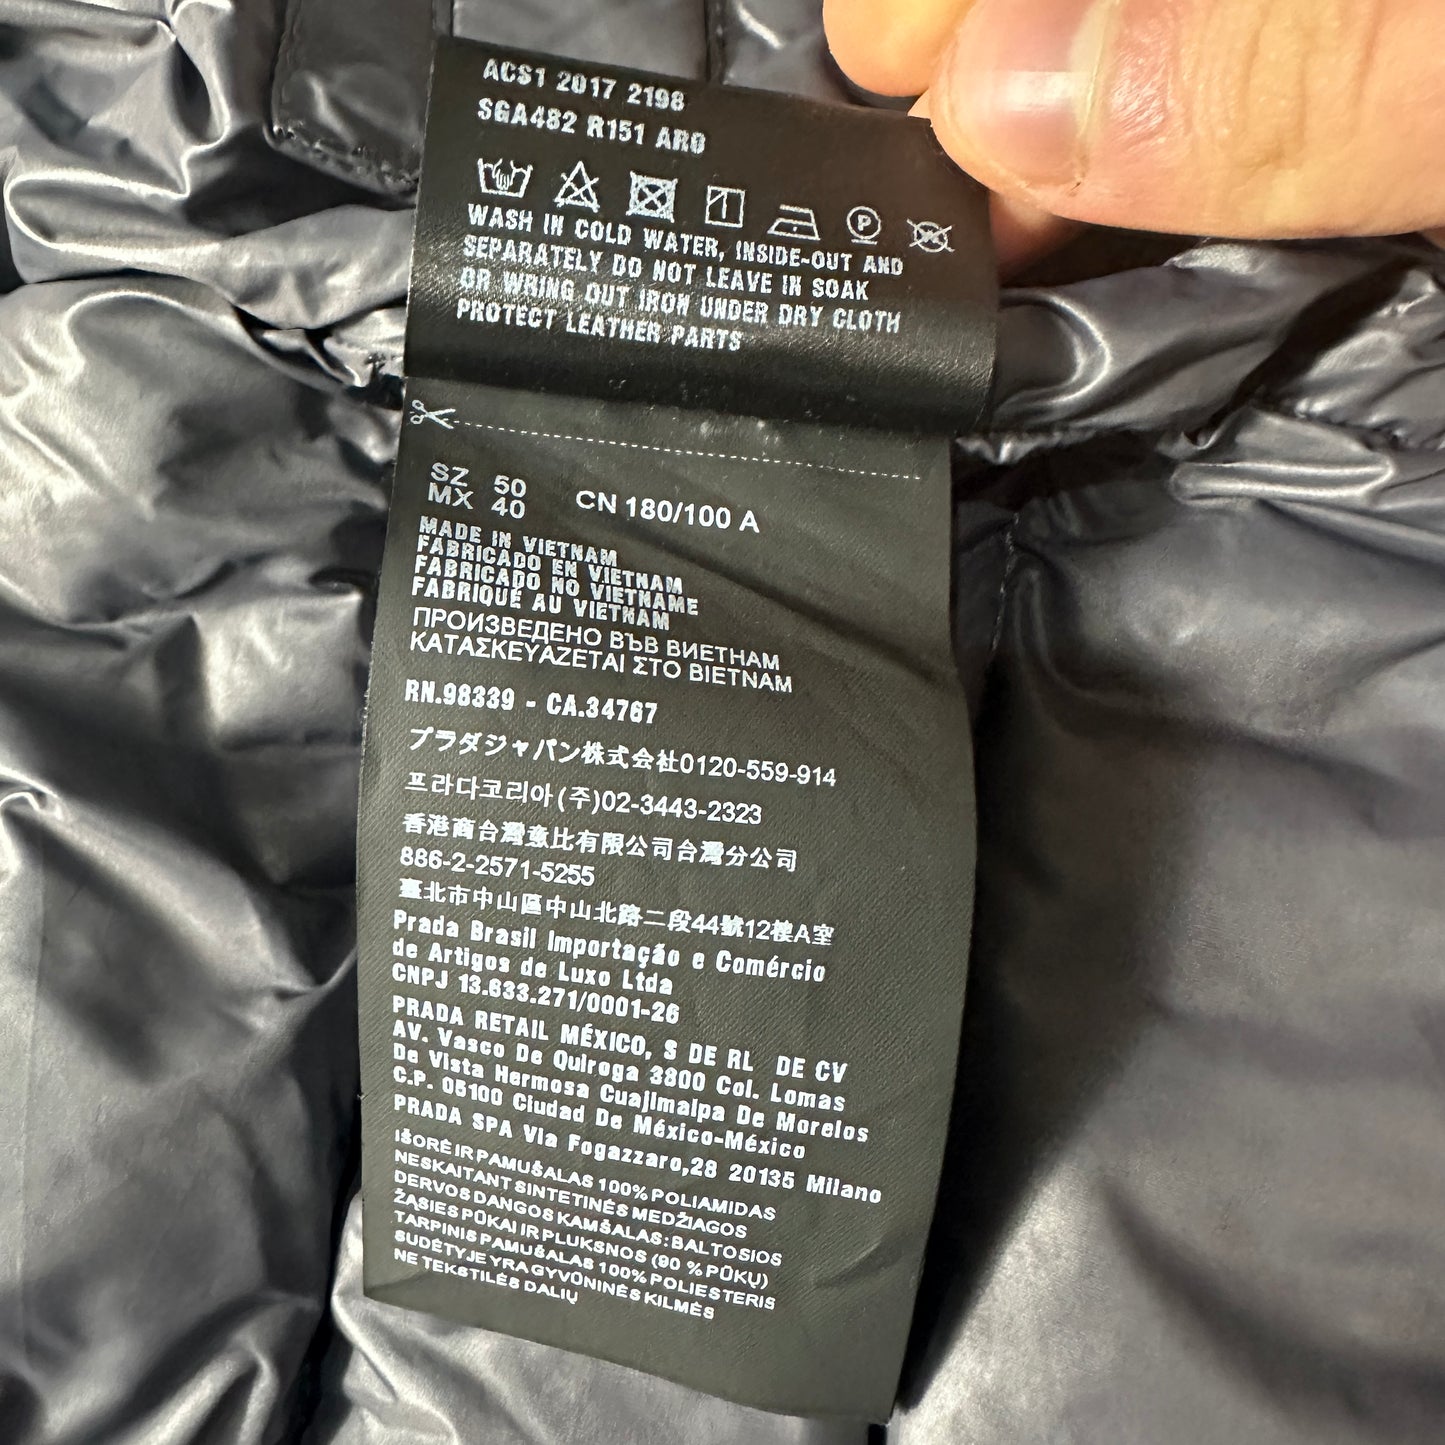 ACS1 2017 2198
SGA482 R151 ARO
P
WASH IN COLD WATER, INSIDE-OUT AND
SEPARATELY DO NOT LEAVE IN SOAK
OR WRING OUT IRON UNDER DRY CLOTH
PROTECT LEATHER PARTS
SZ 50 CN 180/100 A
MX 40
MADE IN VIETNAM
FABRICADO EN VIETNAM
FABRICADO NO VIETNAME
FABRIQUÉ AU VIETNAM
ПРОИЗВЕДЕНО ВЪВ ВИЕТНАМ
ΚΑΤΑΣΚΕΥΑΖΕΤΑΙ ΣΤΟ ΒΙΕΤΝΑΜ
RN.98339 - CA.34767
プラダジャパン株式会社0120-559-914
프라다코리아(주)02-3443-2323
香港商台灣意比有限公司台灣分公司
886-2-2571-5255
臺北市中山區中山北路二段44號12樓A室
Prada Brasil Importação e Comércio
de Artigos de Luxo Ltda
CNPJ 13.633.271/0001-26
PRADA RETAIL MÉXICO, S DE RL DE CV
AV. Vasco De Quiroga 3800 Col. Lomas
De Vista Hermosa Cuajimalpa De Morelos
C.P. 05100 Ciudad De México-México
PRADA SPA Via Fogazzaro,28 20135 Milano
IŠORĖ IR PAMUŠALAS 100% POLIAMIDAS
NESKAITANT SINTETINĖS MEDŽIAGOS
DERVOS DANGOS KAMŠALAS: BALTOSIOS
ŽĄSIES PŪKAI IR PLUKSNOS (90 % PŪKŲ)
TARPINIS PAMUŠALAS 100% POLIESTERIS
SUDĖTYJE YRA GYVŪNINĖS KILMĖS
NE TEKSTILĖS DALIŲ